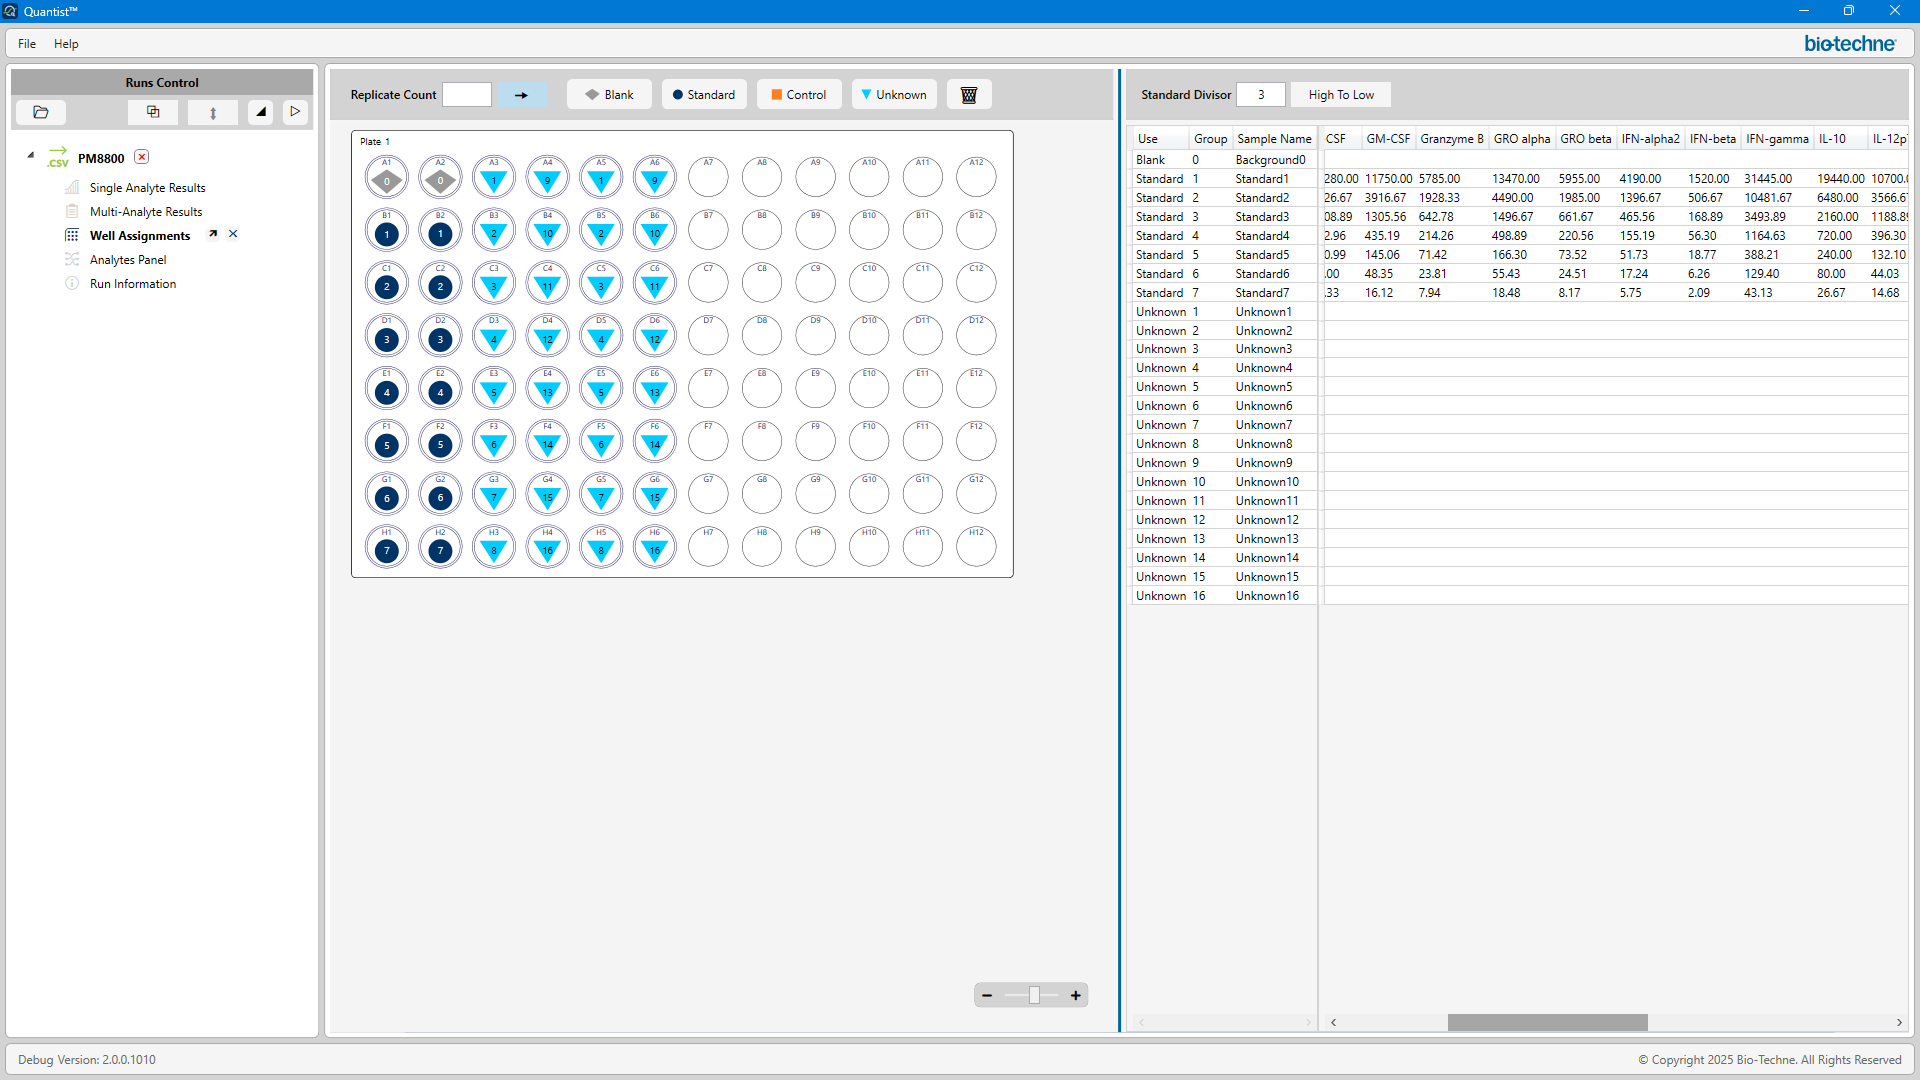 Quantist™
File Help
bio-techne
Runs Control
PM8800
.CSV
Single Analyte Results
Multi-Analyte Results
Well Assignments
Analytes Panel
Run Information
Replicate Count
Blank
Standard
Control
Unknown
Plate 1
A1 A2 A3 A4 A5 A6 A7 A8 A9 A10 A11 A12
0 0 1 9 1 9
B1 B2 B3 B4 B5 B6 B7 B8 B9 B10 B11 B12
1 1 2 10 2 10
C1 C2 C3 C4 C5 C6 C7 C8 C9 C10 C11 C12
2 2 3 11 3 11
D1 D2 D3 D4 D5 D6 D7 D8 D9 D10 D11 D12
3 3 4 12 4 12
E1 E2 E3 E4 E5 E6 E7 E8 E9 E10 E11 E12
4 4 5 13 5 13
F1 F2 F3 F4 F5 F6 F7 F8 F9 F10 F11 F12
5 5 6 14 6 14
G1 G2 G3 G4 G5 G6 G7 G8 G9 G10 G11 G12
6 6 7 15 7 15
H1 H2 H3 H4 H5 H6 H7 H8 H9 H10 H11 H12
7 7 8 16 8 16
Standard Divisor 3 High To Low
Use Group Sample Name CSF GM-CSF Granzyme B GRO alpha GRO beta IFN-alpha2 IFN-beta IFN-gamma IL-10 IL-12p
Blank 0 Background0
Standard 1 Standard1 280.00 11750.00 5785.00 13470.00 5955.00 4190.00 1520.00 31445.00 19440.00 10700.
Standard 2 Standard2 26.67 3916.67 1928.33 4490.00 1985.00 1396.67 506.67 10481.67 6480.00 3566.6
Standard 3 Standard3 08.89 1305.56 642.78 1496.67 661.67 465.56 168.89 3493.89 2160.00 1188.8
Standard 4 Standard4 2.96 435.19 214.26 498.89 220.56 155.19 56.30 1164.63 720.00 396.30
Standard 5 Standard5 0.99 145.06 71.42 166.30 73.52 51.73 18.77 388.21 240.00 132.10
Standard 6 Standard6 .00 48.35 23.81 55.43 24.51 17.24 6.26 129.40 80.00 44.03
Standard 7 Standard7 .33 16.12 7.94 18.48 8.17 5.75 2.09 43.13 26.67 14.68
Unknown 1 Unknown1
Unknown 2 Unknown2
Unknown 3 Unknown3
Unknown 4 Unknown4
Unknown 5 Unknown5
Unknown 6 Unknown6
Unknown 7 Unknown7
Unknown 8 Unknown8
Unknown 9 Unknown9
Unknown 10 Unknown10
Unknown 11 Unknown11
Unknown 12 Unknown12
Unknown 13 Unknown13
Unknown 14 Unknown14
Unknown 15 Unknown15
Unknown 16 Unknown16
Debug Version: 2.0.0.1010
© Copyright 2025 Bio-Techne. All Rights Reserved